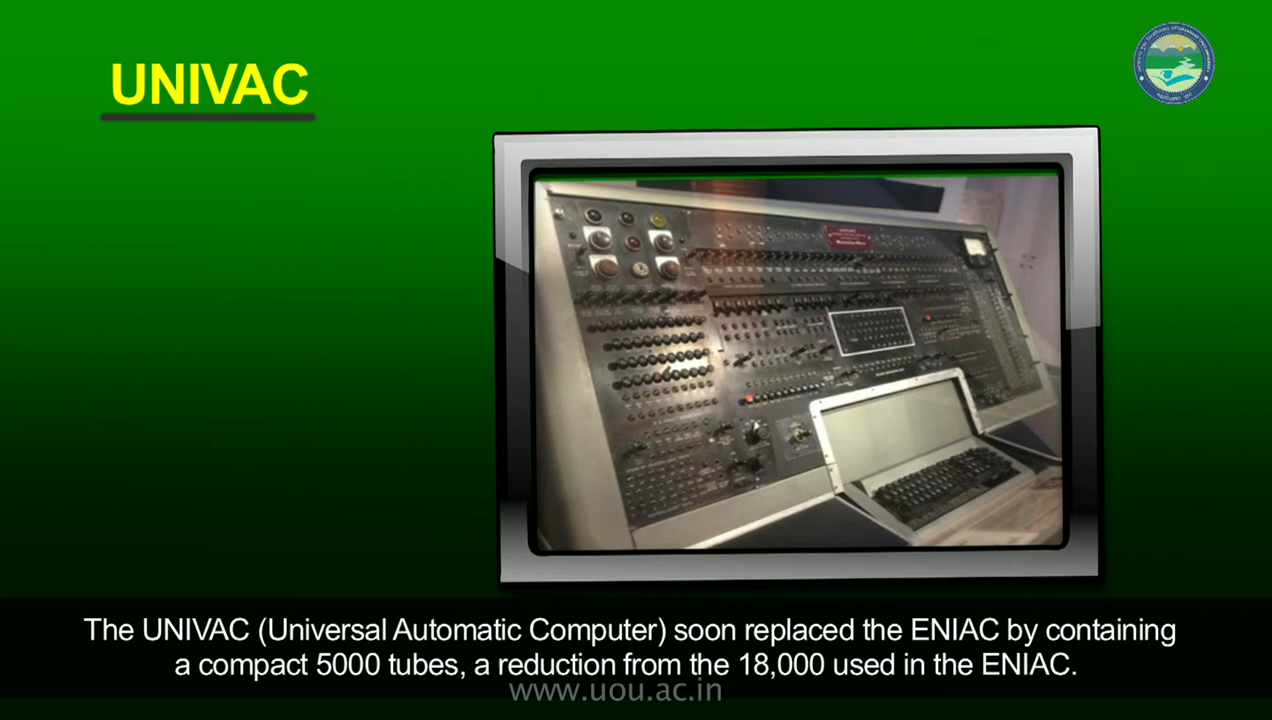 UNIVAC
The UNIVAC (Universal Automatic Computer) soon replaced the ENIAC by containing
a compact 5000 tubes, a reduction from the 18,000 used in the ENIAC.
www.uou.ac.in